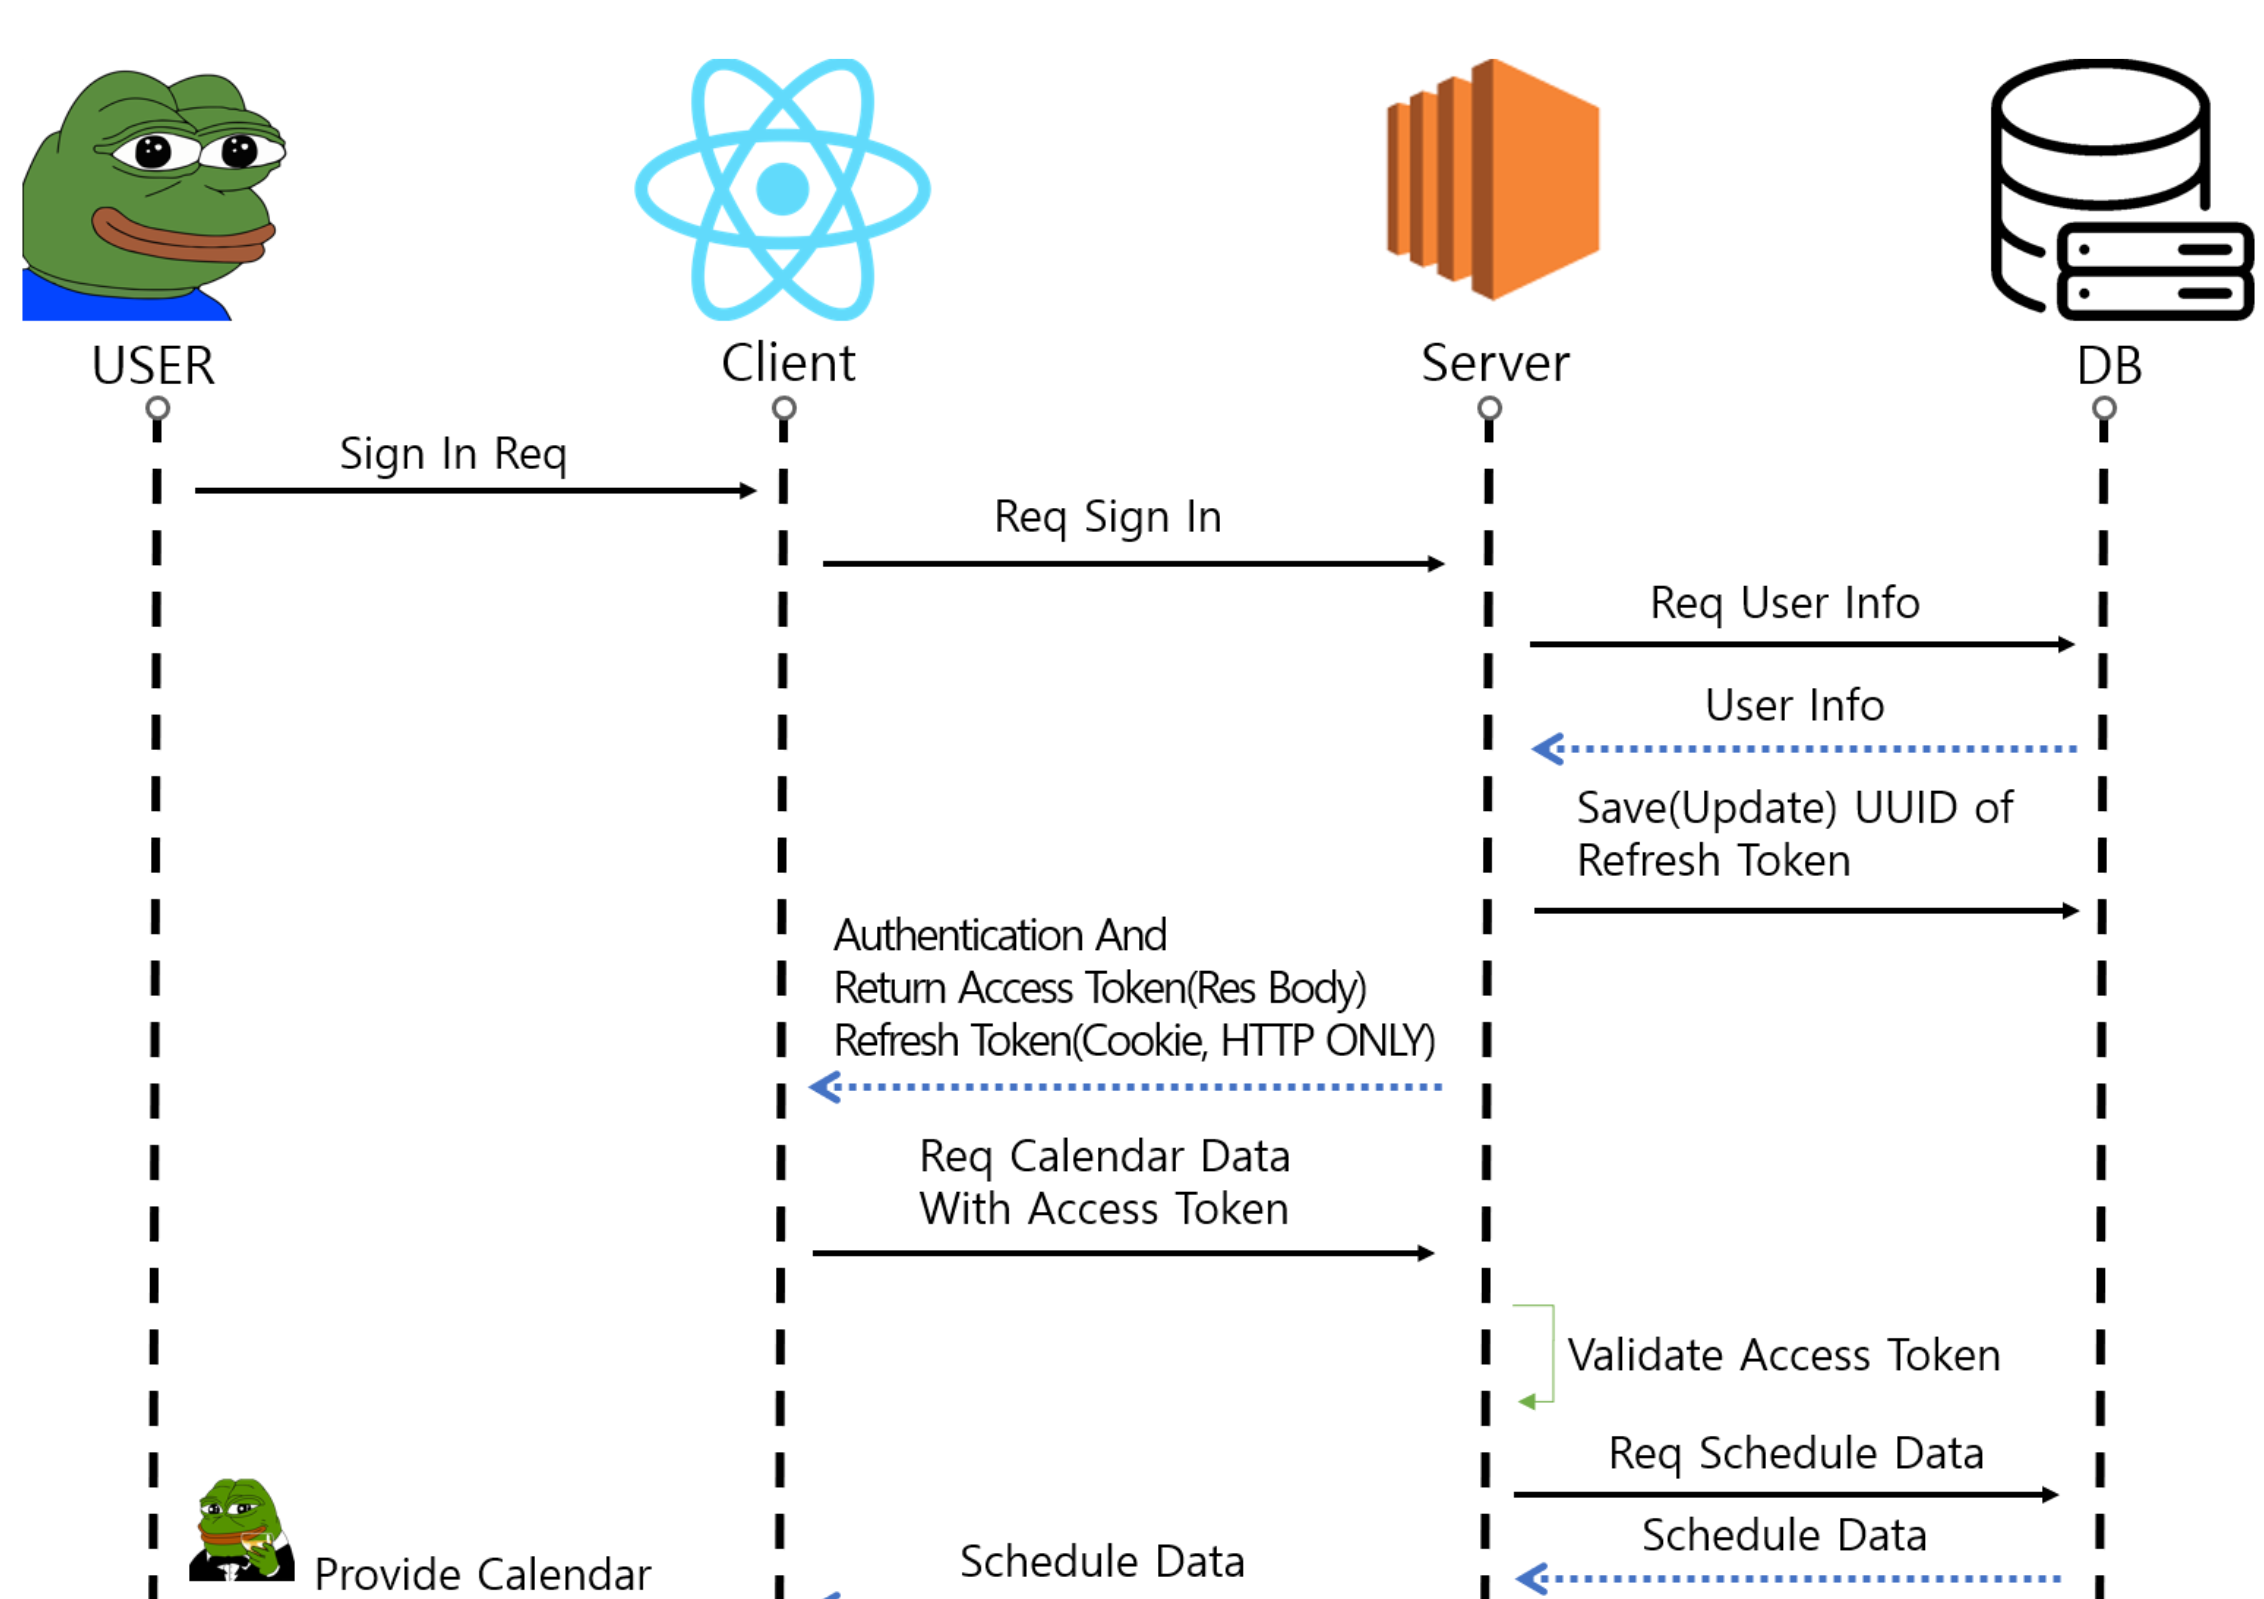 USER
Client
Server
DB
Sign In Req
Req Sign In
Req User Info
User Info
Save(Update) UUID of
Refresh Token
Authentication And
Return Access Token(Res Body)
Refresh Token(Cookie, HTTP ONLY)
Req Calendar Data
With Access Token
Validate Access Token
Req Schedule Data
Schedule Data
Schedule Data
Provide Calendar